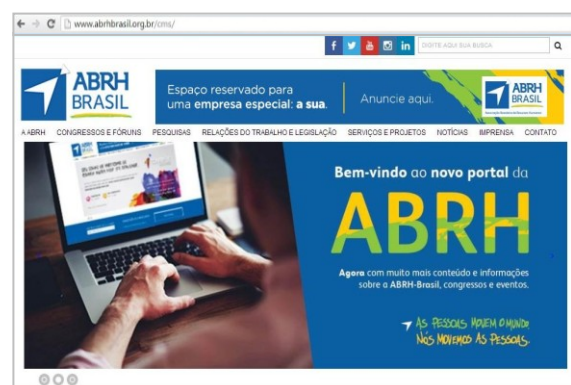 www.abrhbrasil.org.br/cms/
DIGITE AQUI SUA BUSCA
ABRH
BRASIL
Espaço reservado para
uma empresa especial: a sua.
Anuncie aqui.
ABRH
BRASIL
A ABRH CONGRESSOS E FÓRUNS PESQUISAS RELAÇÕES DO TRABALHO E LEGISLAÇÃO SERVIÇOS E PROJETOS NOTÍCIAS IMPRENSA CONTATO
Bem-vindo ao novo portal da
ABRH
Agora com muito mais conteúdo e informações
sobre a ABRH-Brasil, congressos e eventos.
AS PESSOAS MOVEM O MUNDO.
NÓS MOVEMOS AS PESSOAS.